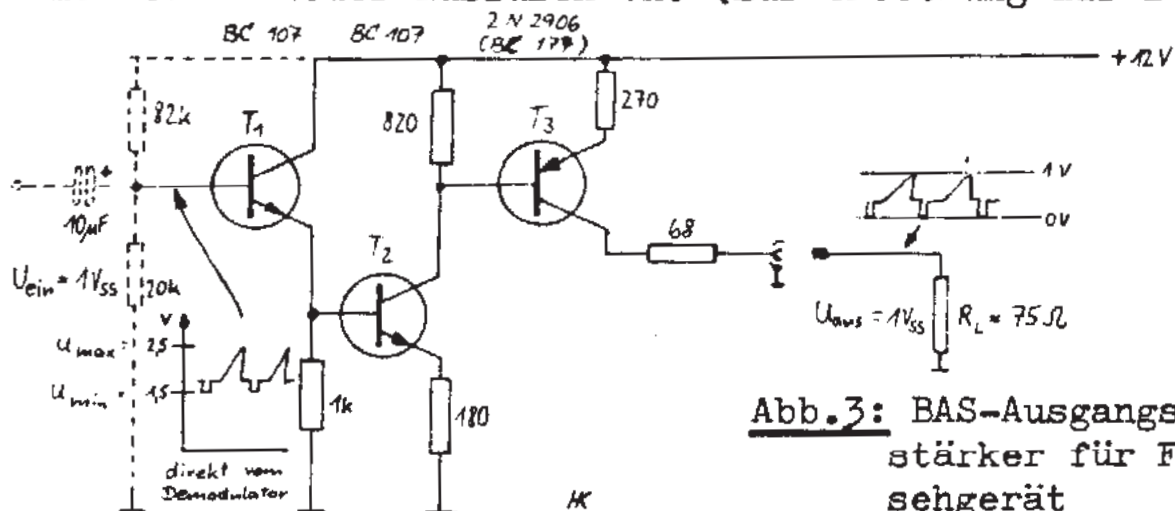 BC 107 BC 107 2N2906
(BC 177)
+12V
82k
T1
820
T3
270
10µF
+
1V
0V
68
T2
Uein = 1Vss
20k
V
Umax =
2,5
Umin =
1,5
1k
180
Uaus = 1Vss
RL = 75Ω
direkt vom
Demodulator
HK
Abb.3: BAS-Ausgangs
stärker für F
sehgerät